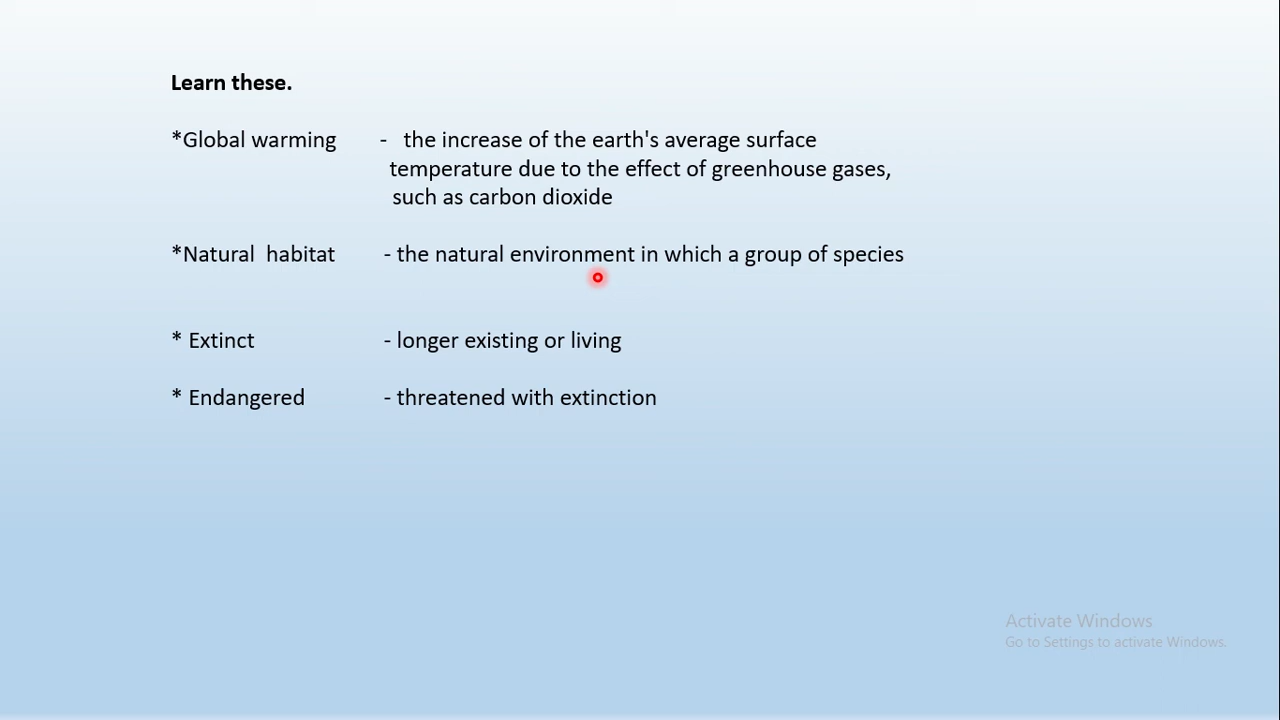 Learn these.
*Global warming - the increase of the earth's average surface
temperature due to the effect of greenhouse gases,
such as carbon dioxide
*Natural habitat - the natural environment in which a group of species
* Extinct - longer existing or living
* Endangered - threatened with extinction
Activate Windows
Go to Settings to activate Windows.